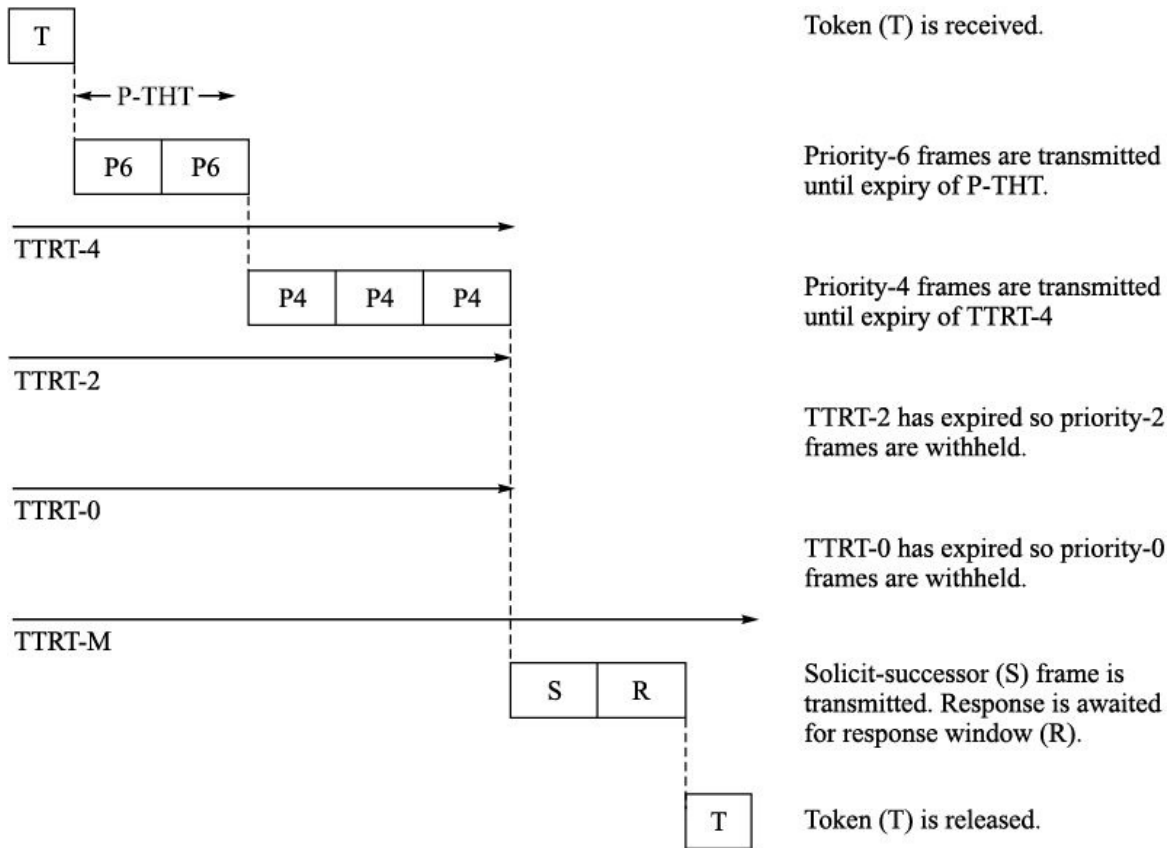 T
Token (T) is received.
P-THT
P6 P6
Priority-6 frames are transmitted
until expiry of P-THT.
TTRT-4
P4 P4 P4
Priority-4 frames are transmitted
until expiry of TTRT-4
TTRT-2
TTRT-2 has expired so priority-2
frames are withheld.
TTRT-0
TTRT-0 has expired so priority-0
frames are withheld.
TTRT-M
S R
Solicit-successor (S) frame is
transmitted. Response is awaited
for response window (R).
T
Token (T) is released.